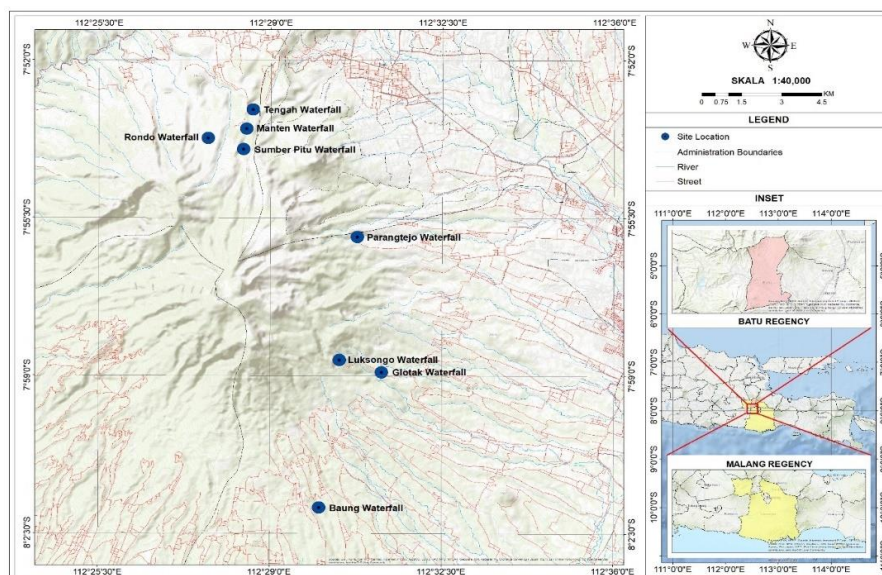 112°25'30"E 112°29'0"E 112°32'30"E 112°36'0"E
7°52'0"S
7°55'30"S
7°59'0"S
8°2'30"S
Tengah Waterfall
Manten Waterfall
Rondo Waterfall
Sumber Pitu Waterfall
Parangtejo Waterfall
Luksongo Waterfall
Glotak Waterfall
Baung Waterfall
7°52'0"S
7°55'30"S
7°59'0"S
8°2'30"S
112°25'30"E 112°29'0"E 112°32'30"E 112°36'0"E
N
W E
S
SKALA 1:40,000
KM
0 0.75 1.5 3 4.5
LEGEND
Site Location
Administration Boundaries
River
Street
INSET
111°0'0"E 112°0'0"E 113°0'0"E 114°0'0"E
5°0'0"S
6°0'0"S
BATU REGENCY
7°0'0"S
8°0'0"S
9°0'0"S
MALANG REGENCY
10°0'0"S
111°0'0"E 112°0'0"E 113°0'0"E 114°0'0"E